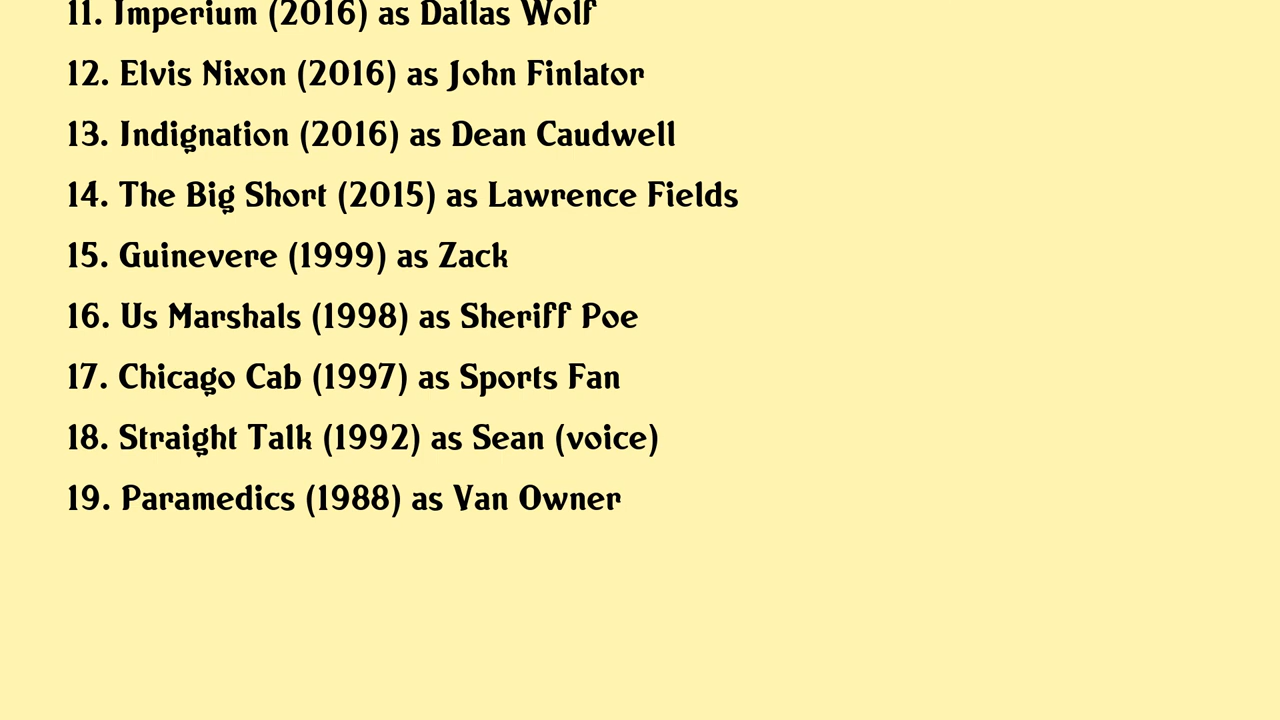 11. Imperium (2016) as Dallas Wolf
12. Elvis Nixon (2016) as John Finlator
13. Indignation (2016) as Dean Caudwell
14. The Big Short (2015) as Lawrence Fields
15. Guinevere (1999) as Zack
16. Us Marshals (1998) as Sheriff Poe
17. Chicago Cab (1997) as Sports Fan
18. Straight Talk (1992) as Sean (voice)
19. Paramedics (1988) as Van Owner